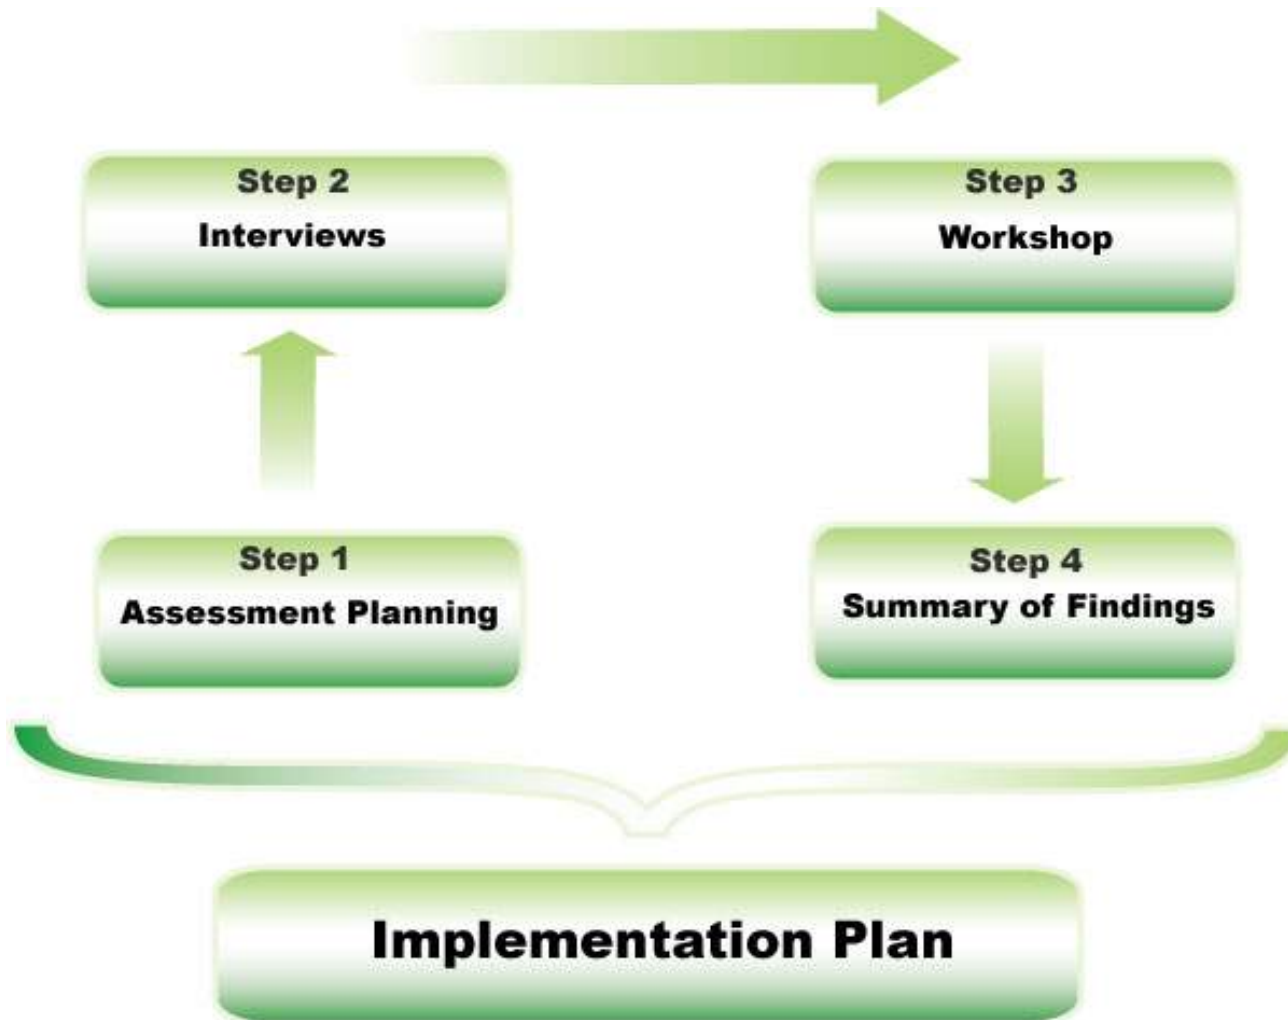 Step 2
Interviews
Step 3
Workshop
Step 1
Assessment Planning
Step 4
Summary of Findings
Implementation Plan